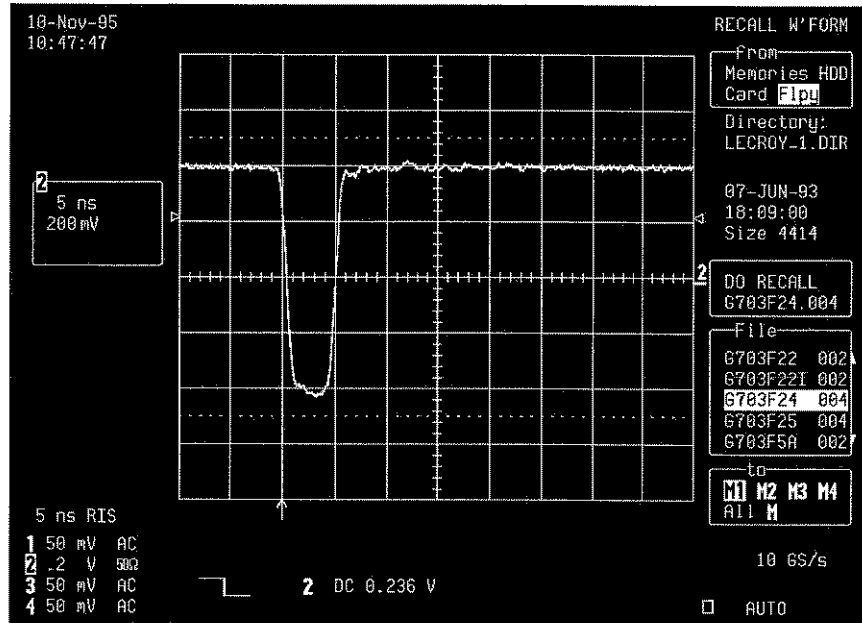 10-Nov-95
10:47:47
2
5 ns
200mV
RECALL W'FORM
from
Memories HDD
Card Flpy
Directory:
LECROY_1.DIR
07-JUN-93
18:09:00
Size 4414
2
DO RECALL
G703F24.004
File
G703F22 002
G703F22I 002
G703F24 004
G703F25 004
G703F5A 002
to
M1 M2 M3 M4
All M
5 ns RIS
1 50 mV AC
2 .2 V 50Ω
3 50 mV AC
4 50 mV AC
2 DC 0.236 V
10 GS/s
AUTO